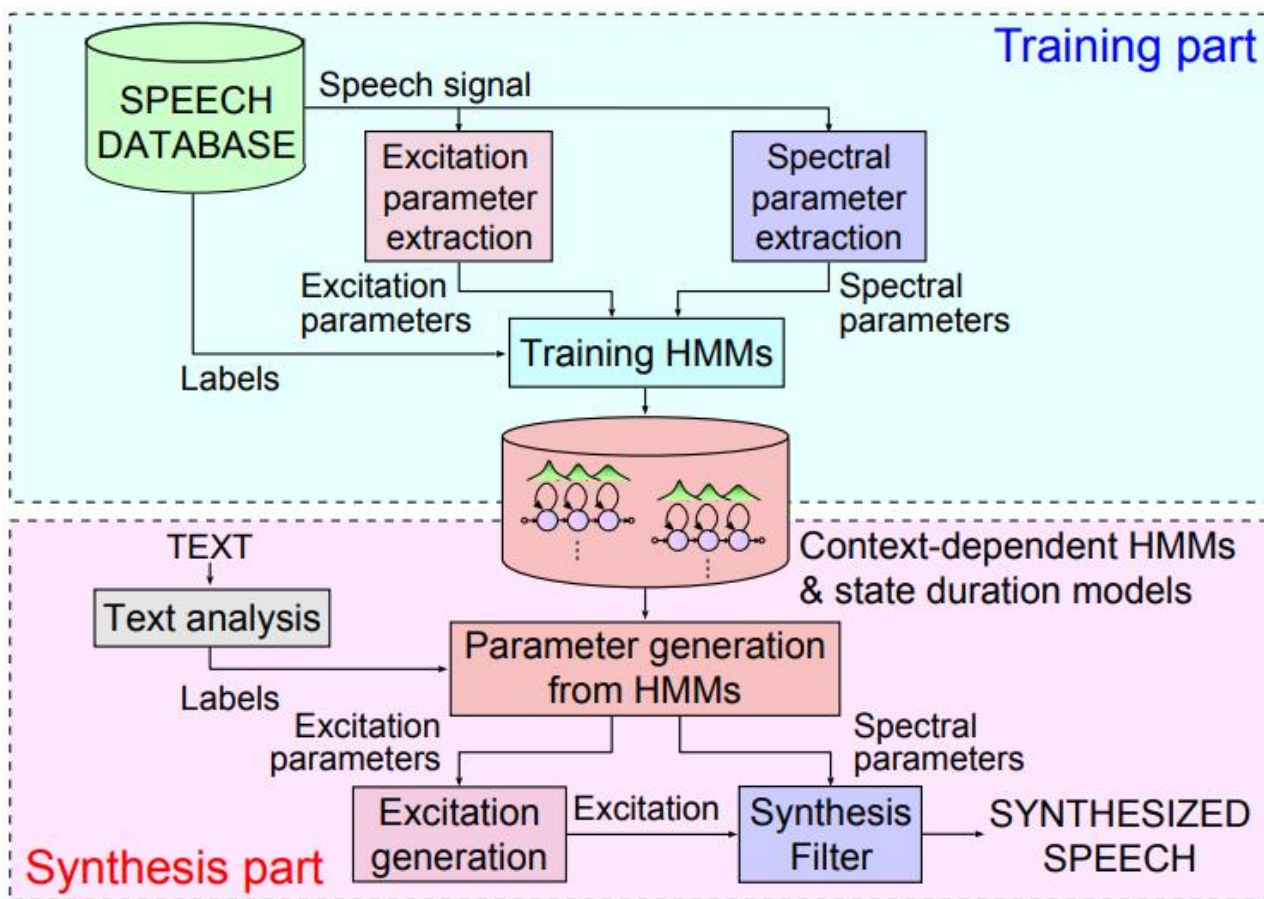 Training part
SPEECH
DATABASE
Speech signal
Excitation
parameter
extraction
Spectral
parameter
extraction
Excitation
parameters
Spectral
parameters
Training HMMs
Labels
Context-dependent HMMs
& state duration models
TEXT
Text analysis
Labels
Parameter generation
from HMMs
Excitation
parameters
Spectral
parameters
Excitation
generation
Excitation
Synthesis
Filter
SYNTHESIZED
SPEECH
Synthesis part